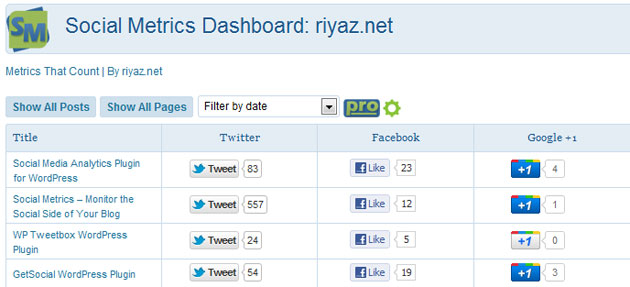 SM Social Metrics Dashboard: riyaz.net
Metrics That Count | By riyaz.net
Show All Posts Show All Pages Filter by date pro
Title Twitter Facebook Google +1
Social Media Analytics Plugin
for WordPress
Tweet 83 Like 23 +1 4
Social Metrics – Monitor the
Social Side of Your Blog
Tweet 557 Like 12 +1 1
WP Tweetbox WordPress
Plugin
Tweet 24 Like 5 +1 0
GetSocial WordPress Plugin Tweet 54 Like 19 +1 3